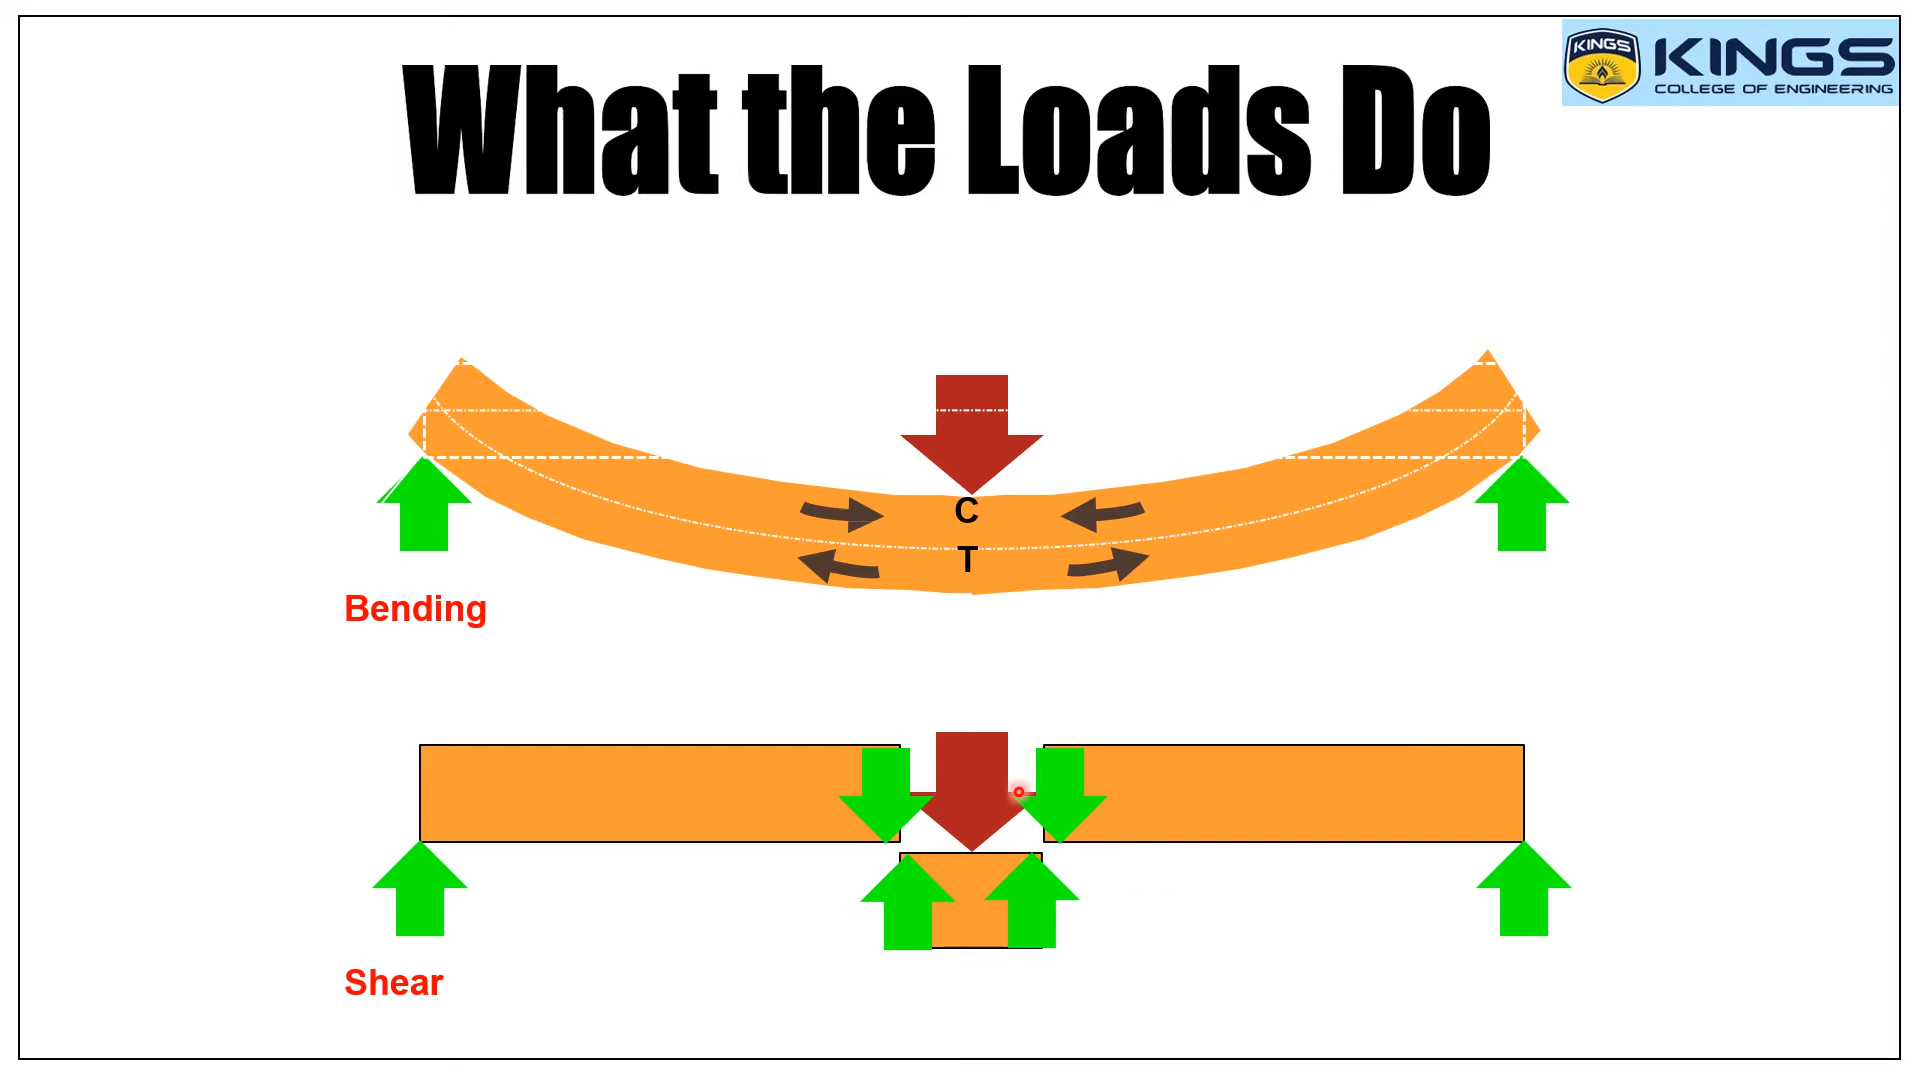 KINGS
KINGS
COLLEGE OF ENGINEERING
What the Loads Do
C
T
Bending
Shear